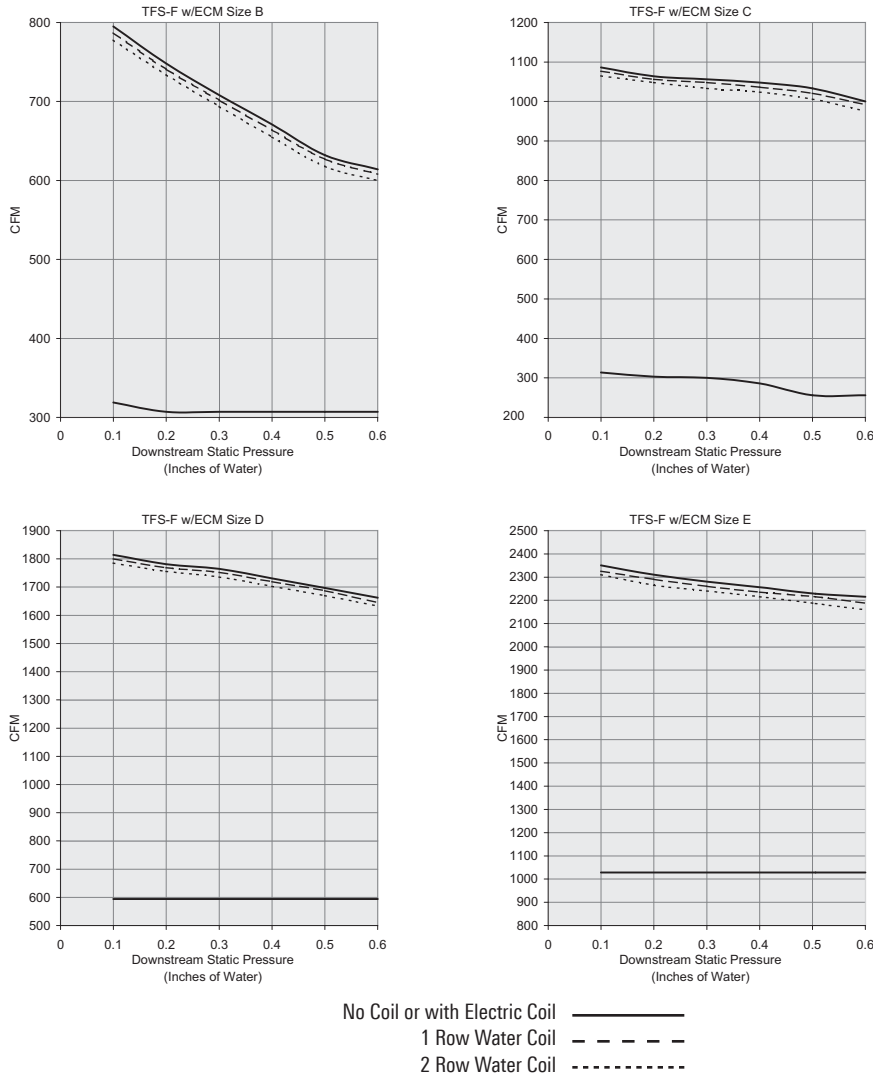 TFS-F w/ECM Size B
800
700
600
500
400
300
CFM
0 0.1 0.2 0.3 0.4 0.5 0.6
Downstream Static Pressure
(Inches of Water)
TFS-F w/ECM Size C
1200
1100
1000
900
800
700
600
500
400
300
200
CFM
0 0.1 0.2 0.3 0.4 0.5 0.6
Downstream Static Pressure
(Inches of Water)
TFS-F w/ECM Size D
1900
1800
1700
1600
1500
1400
1300
1200
1100
1000
900
800
700
600
500
CFM
0 0.1 0.2 0.3 0.4 0.5 0.6
Downstream Static Pressure
(Inches of Water)
TFS-F w/ECM Size E
2500
2400
2300
2200
2100
2000
1900
1800
1700
1600
1500
1400
1300
1200
1100
1000
900
800
CFM
0 0.1 0.2 0.3 0.4 0.5 0.6
Downstream Static Pressure
(Inches of Water)
No Coil or with Electric Coil
1 Row Water Coil
2 Row Water Coil